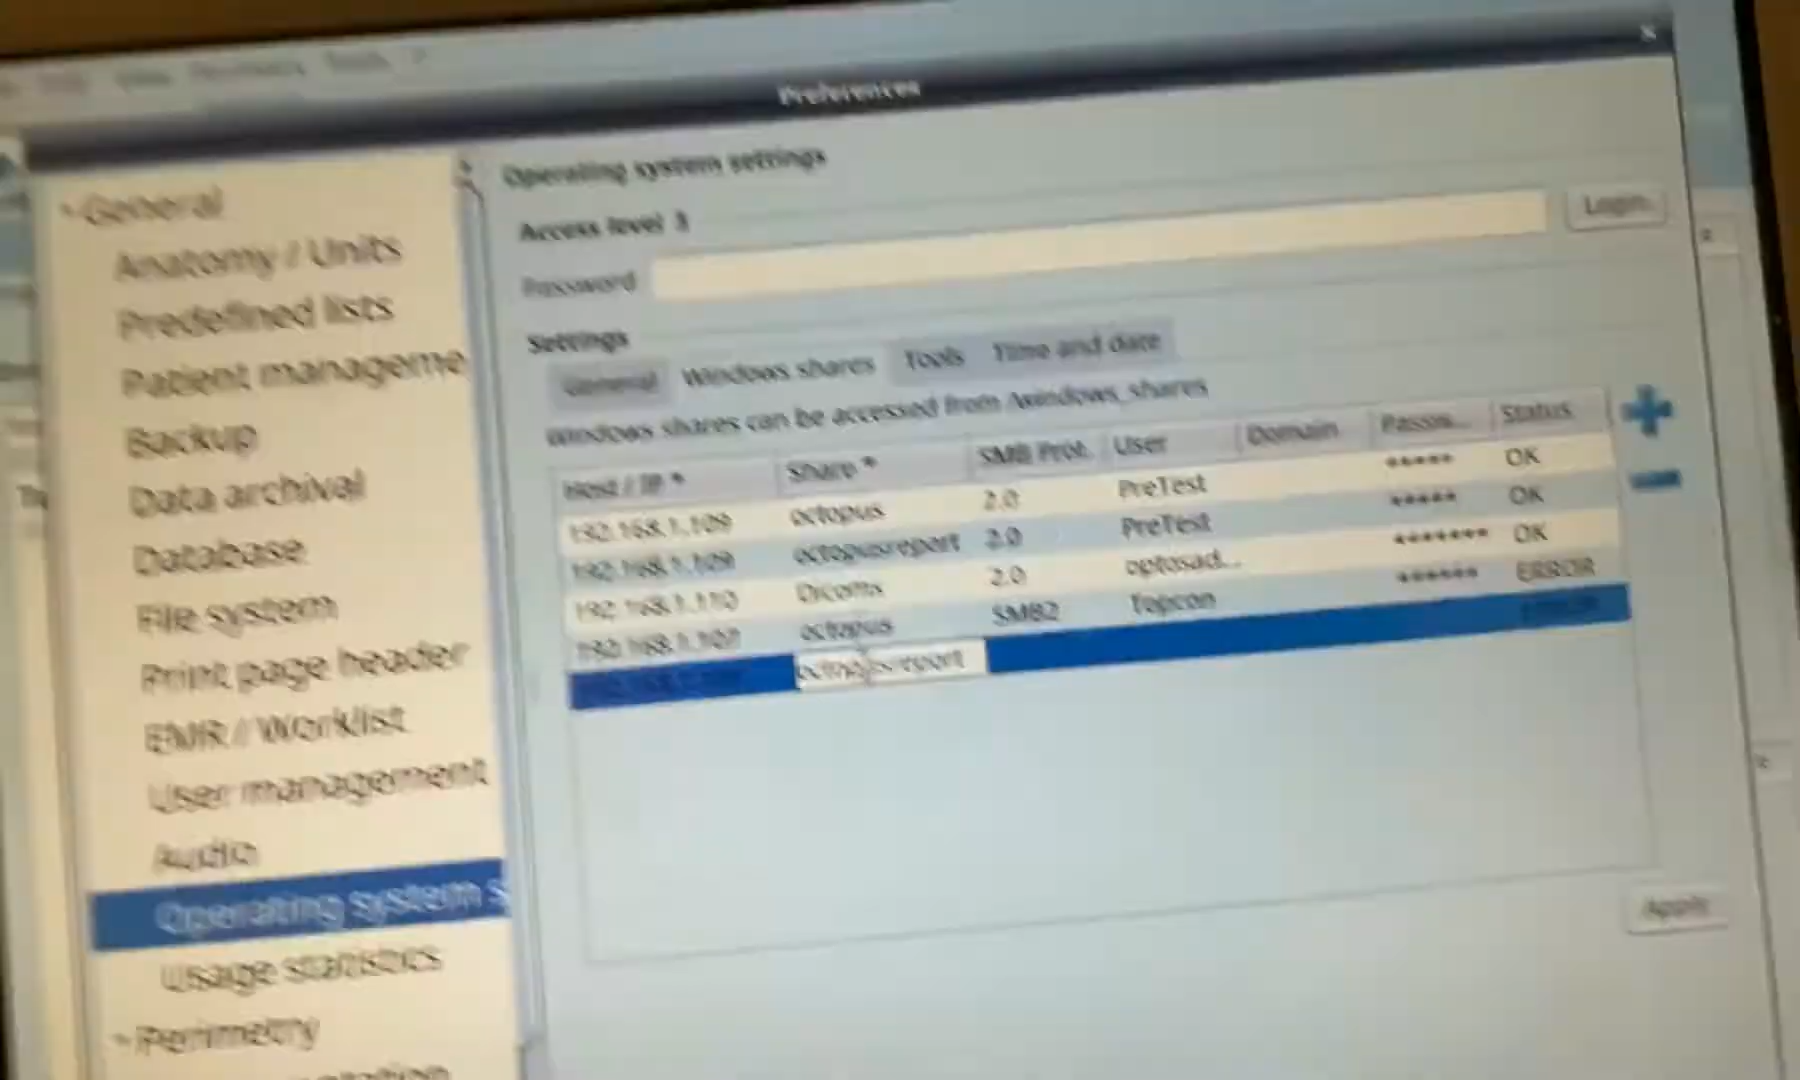 View
Tools
Preferences
General
Anatomy / Units
Predefined lists
Patient manageme
Backup
Data archival
Database
File system
Print page header
EMR / Worklist
User management
Audio
Operating system s
Usage statistics
Perimetry
Operating system settings
Access level 3
Password
Login
Settings
General Windows shares Tools Time and date
Windows shares can be accessed from /windows_shares
Host / IP * Share * SMB Prot. User Domain Passw... Status
192.168.1.109 octopus 2.0 PreTest ***** OK
192.168.1.109 octopusreport 2.0 PreTest ***** OK
192.168.1.110 Dicoms 2.0 optosad... ******* OK
192.168.1.107 octopus SMB2 Topcon ****** ERROR
octopusreport
Apply